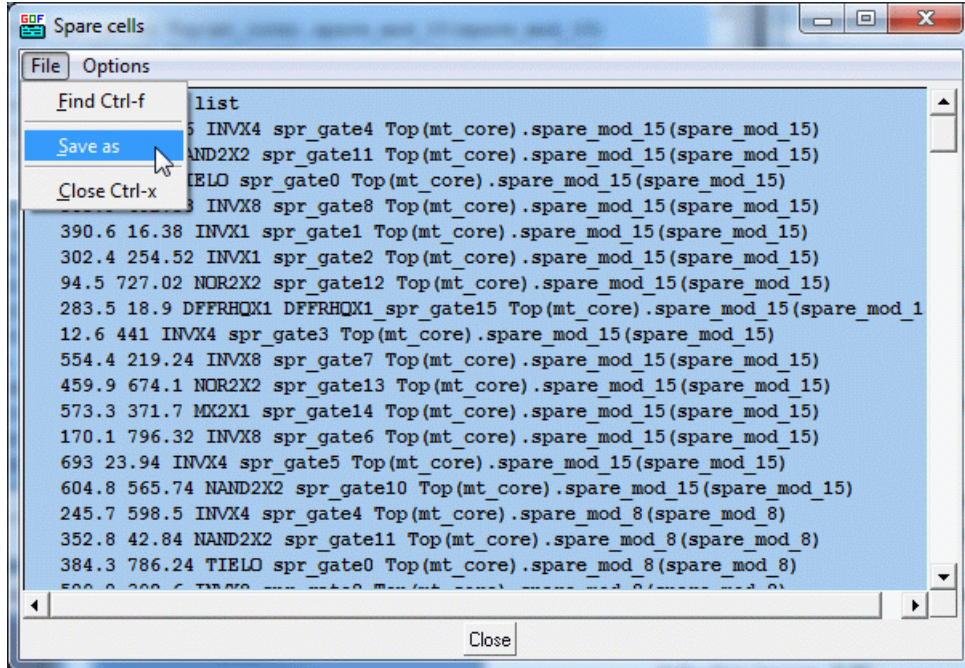 GOF
Spare cells
File Options
Find Ctrl-f
Save as
Close Ctrl-x
list
INVX4 spr_gate4 Top(mt_core).spare_mod_15(spare_mod_15)
AND2X2 spr_gate11 Top(mt_core).spare_mod_15(spare_mod_15)
IELO spr_gate0 Top(mt_core).spare_mod_15(spare_mod_15)
INVX8 spr_gate8 Top(mt_core).spare_mod_15(spare_mod_15)
390.6 16.38 INVX1 spr_gate1 Top(mt_core).spare_mod_15(spare_mod_15)
302.4 254.52 INVX1 spr_gate2 Top(mt_core).spare_mod_15(spare_mod_15)
94.5 727.02 NOR2X2 spr_gate12 Top(mt_core).spare_mod_15(spare_mod_15)
283.5 18.9 DFFRHQX1 DFFRHQX1_spr_gate15 Top(mt_core).spare_mod_15(spare_mod_1
12.6 441 INVX4 spr_gate3 Top(mt_core).spare_mod_15(spare_mod_15)
554.4 219.24 INVX8 spr_gate7 Top(mt_core).spare_mod_15(spare_mod_15)
459.9 674.1 NOR2X2 spr_gate13 Top(mt_core).spare_mod_15(spare_mod_15)
573.3 371.7 MX2X1 spr_gate14 Top(mt_core).spare_mod_15(spare_mod_15)
170.1 796.32 INVX8 spr_gate6 Top(mt_core).spare_mod_15(spare_mod_15)
693 23.94 INVX4 spr_gate5 Top(mt_core).spare_mod_15(spare_mod_15)
604.8 565.74 NAND2X2 spr_gate10 Top(mt_core).spare_mod_15(spare_mod_15)
245.7 598.5 INVX4 spr_gate4 Top(mt_core).spare_mod_8(spare_mod_8)
352.8 42.84 NAND2X2 spr_gate11 Top(mt_core).spare_mod_8(spare_mod_8)
384.3 786.24 TIELO spr_gate0 Top(mt_core).spare_mod_8(spare_mod_8)
Close